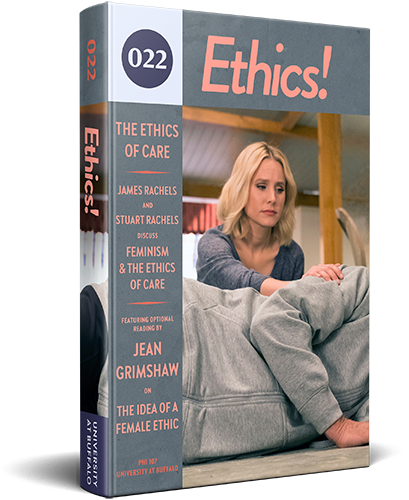 022
Ethics!
UNIVERSITY
AT BUFFALO
022
Ethics!
THE ETHICS
OF CARE
JAMES RACHELS
AND
STUART RACHELS
DISCUSS
FEMINISM
& THE ETHICS
OF CARE
FEATURING OPTIONAL
READING BY
JEAN
GRIMSHAW
ON
THE IDEA OF A
FEMALE ETHIC
PHI 107
UNIVERSITY AT BUFFALO